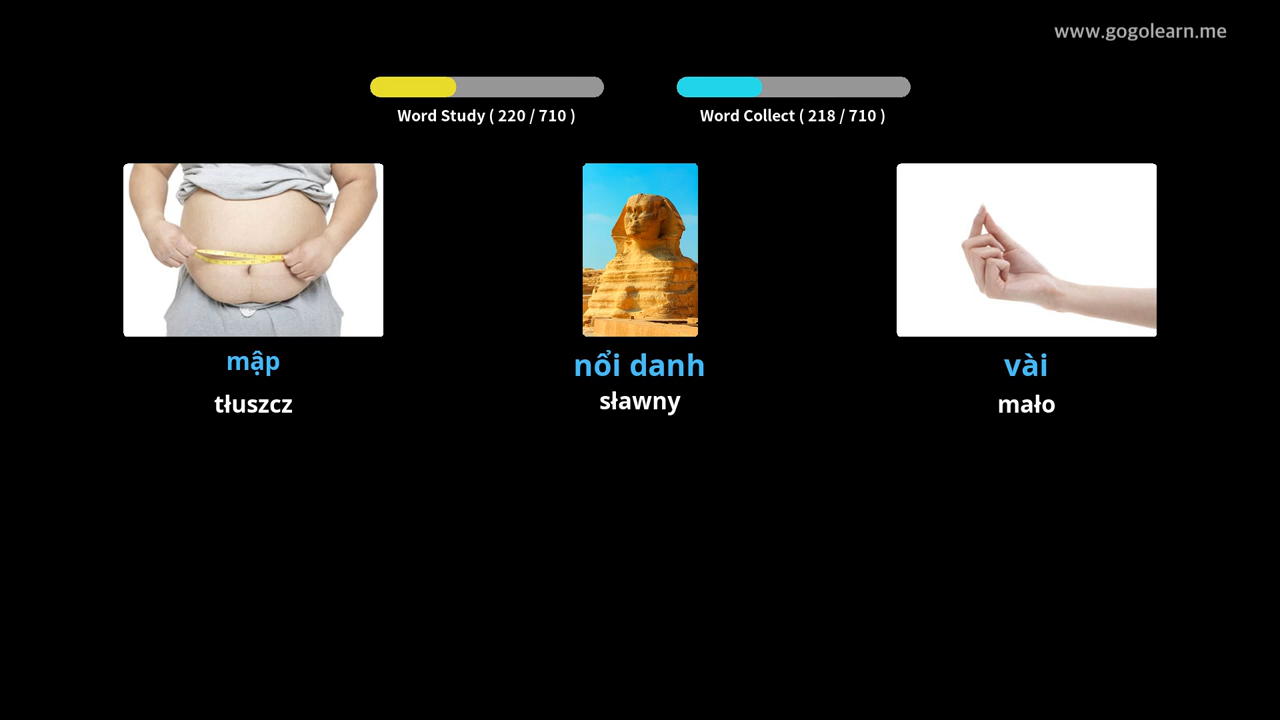 www.gogolearn.me
Word Study ( 220 / 710 )
Word Collect ( 218 / 710 )
mập
nổi danh
vài
tłuszcz
sławny
mało